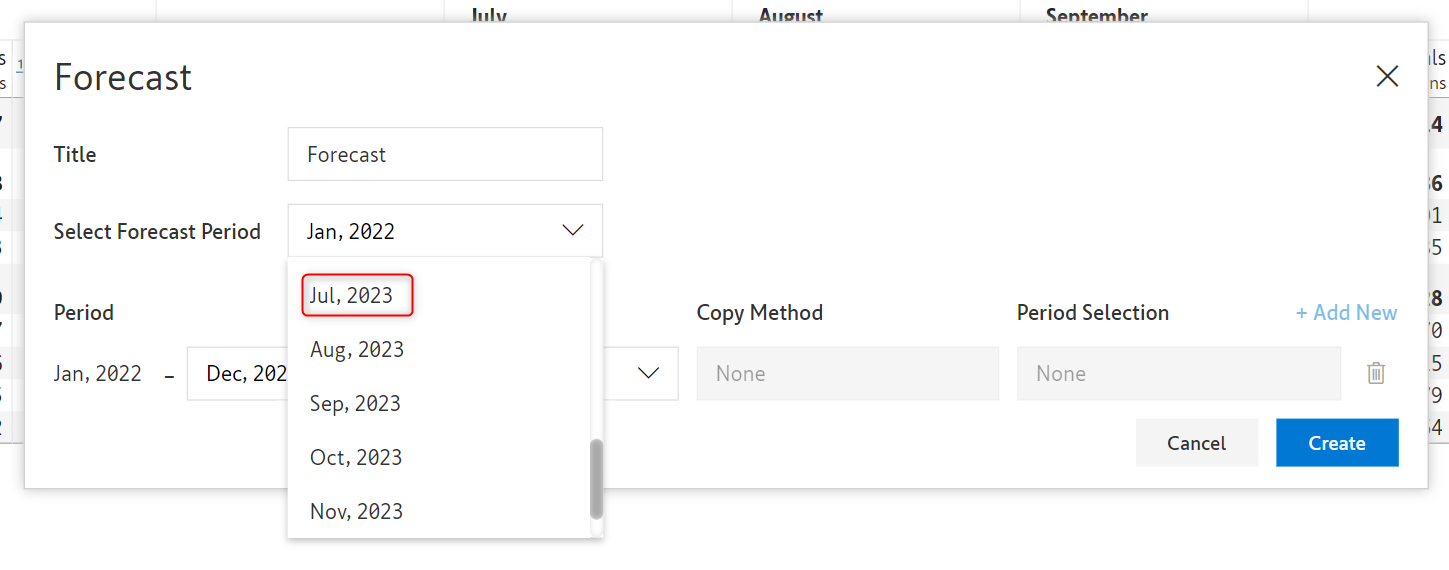 July August September
Forecast
Title Forecast
Select Forecast Period Jan, 2022
Jul, 2023
Period Copy Method Period Selection + Add New
Aug, 2023
Jan, 2022 – Dec, 202 None None
Sep, 2023
Cancel Create
Oct, 2023
Nov, 2023